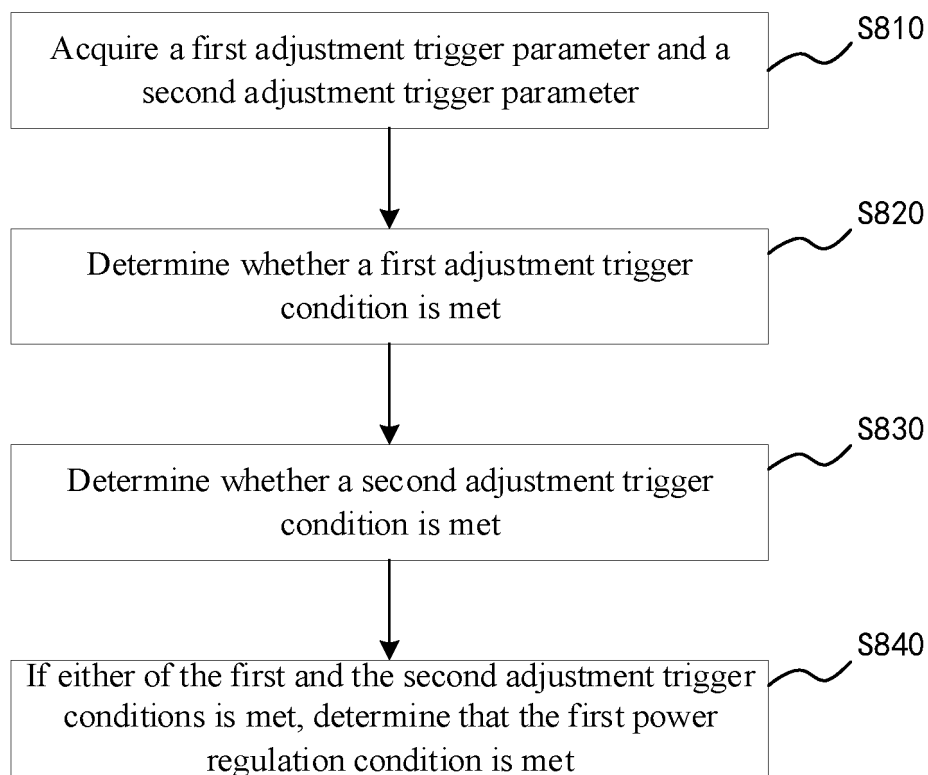 Acquire a first adjustment trigger parameter and a
second adjustment trigger parameter
S810
Determine whether a first adjustment trigger
condition is met
S820
Determine whether a second adjustment trigger
condition is met
S830
If either of the first and the second adjustment trigger
conditions is met, determine that the first power
regulation condition is met
S840